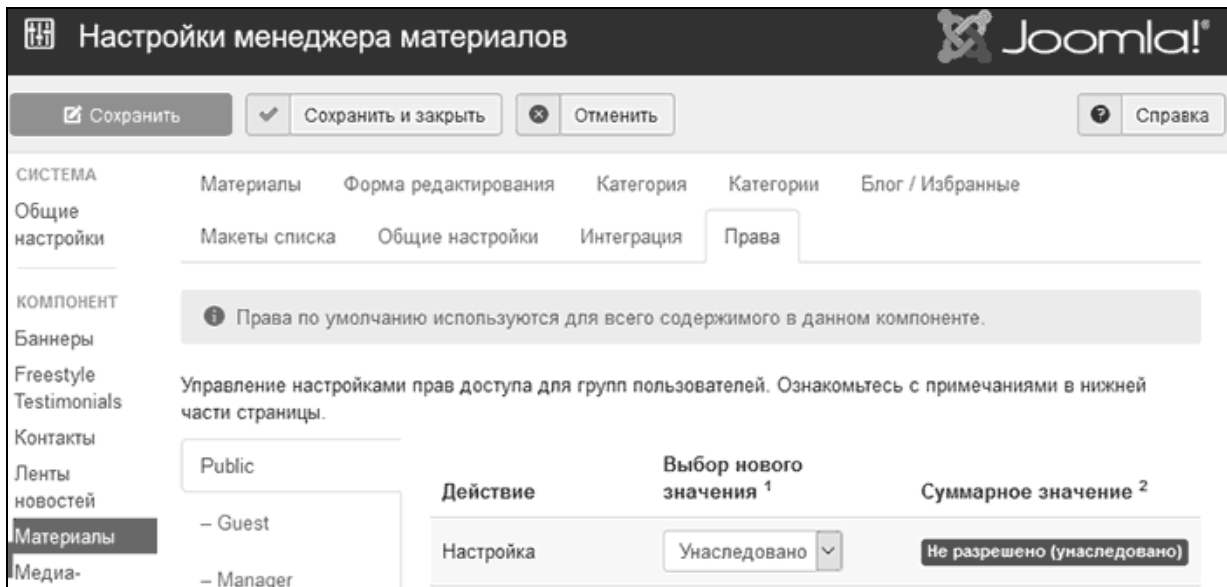 Настройки менеджера материалов
Joomla!®
Сохранить
Сохранить и закрыть
Отменить
Справка
СИСТЕМА
Общие
настройки
КОМПОНЕНТ
Баннеры
Freestyle
Testimonials
Контакты
Ленты
новостей
Материалы
Медиа-
Материалы Форма редактирования Категория Категории Блог / Избранные
Макеты списка Общие настройки Интеграция Права
Права по умолчанию используются для всего содержимого в данном компоненте.
Управление настройками прав доступа для групп пользователей. Ознакомьтесь с примечаниями в нижней
части страницы.
Public
– Guest
– Manager
Действие
Выбор нового
значения ¹
Суммарное значение ²
Настройка
Унаследовано
Не разрешено (унаследовано)